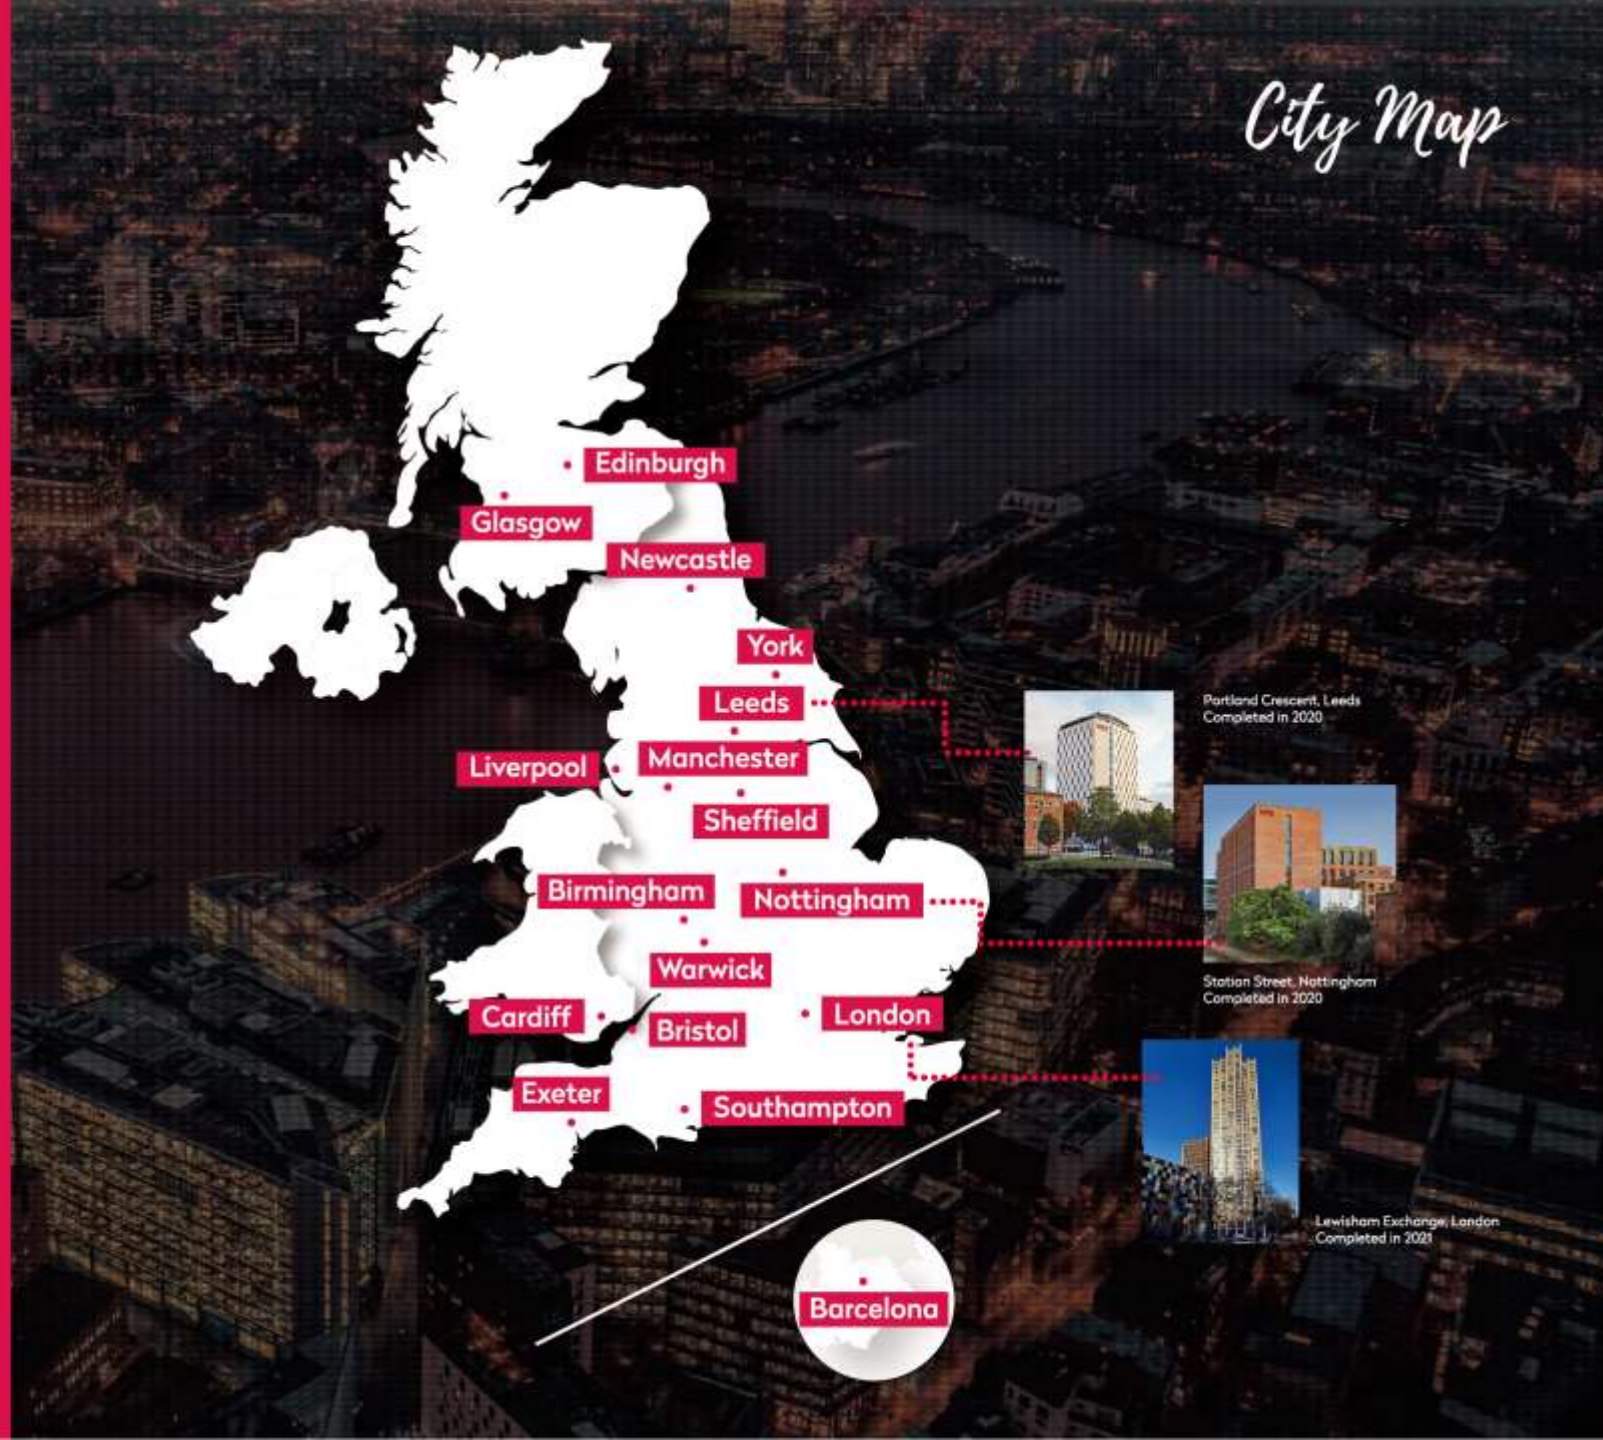 City Map
Edinburgh
Glasgow
Newcastle
York
Leeds
Portland Crescent, Leeds
Completed in 2020
Liverpool
Manchester
Sheffield
Birmingham
Nottingham
Warwick
Station Street, Nottingham
Completed in 2020
Cardiff
Bristol
London
Exeter
Southampton
Lewisham Exchange, London
Completed in 2021
Barcelona